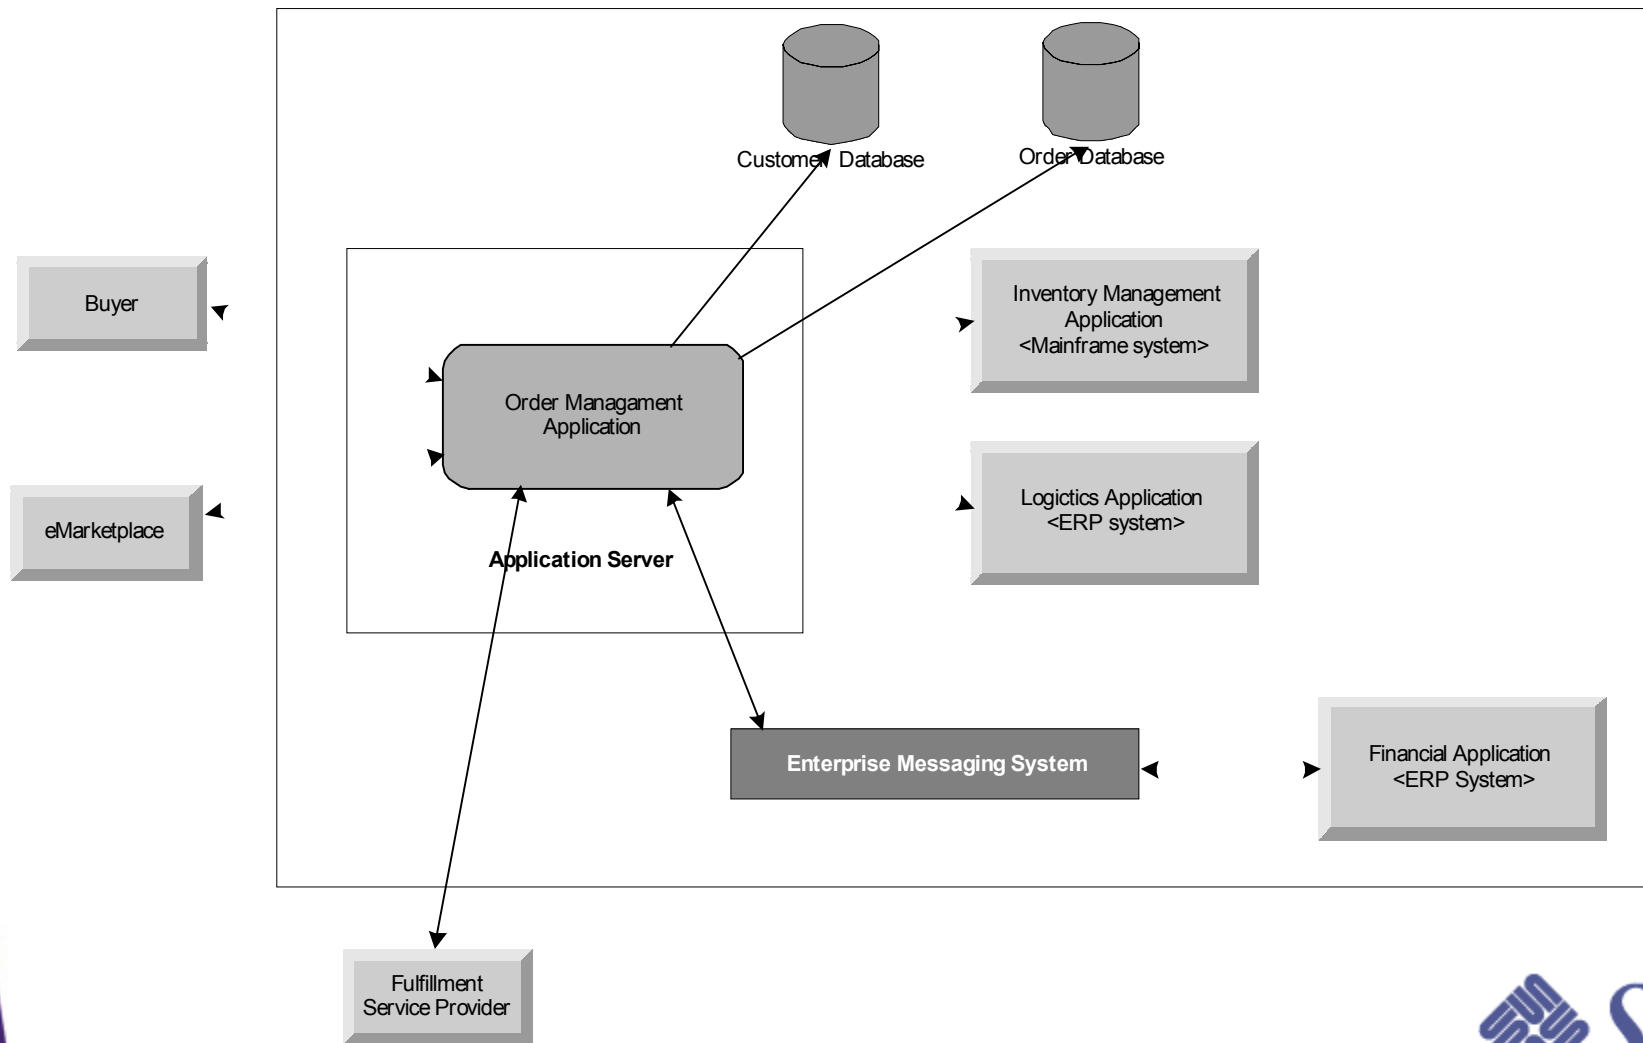 Customer Database
Order Database
Buyer
Inventory Management
Application
<Mainframe system>
Order Managament
Application
eMarketplace
Logictics Application
<ERP system>
Application Server
Enterprise Messaging System
Financial Application
<ERP System>
Fulfillment
Service Provider